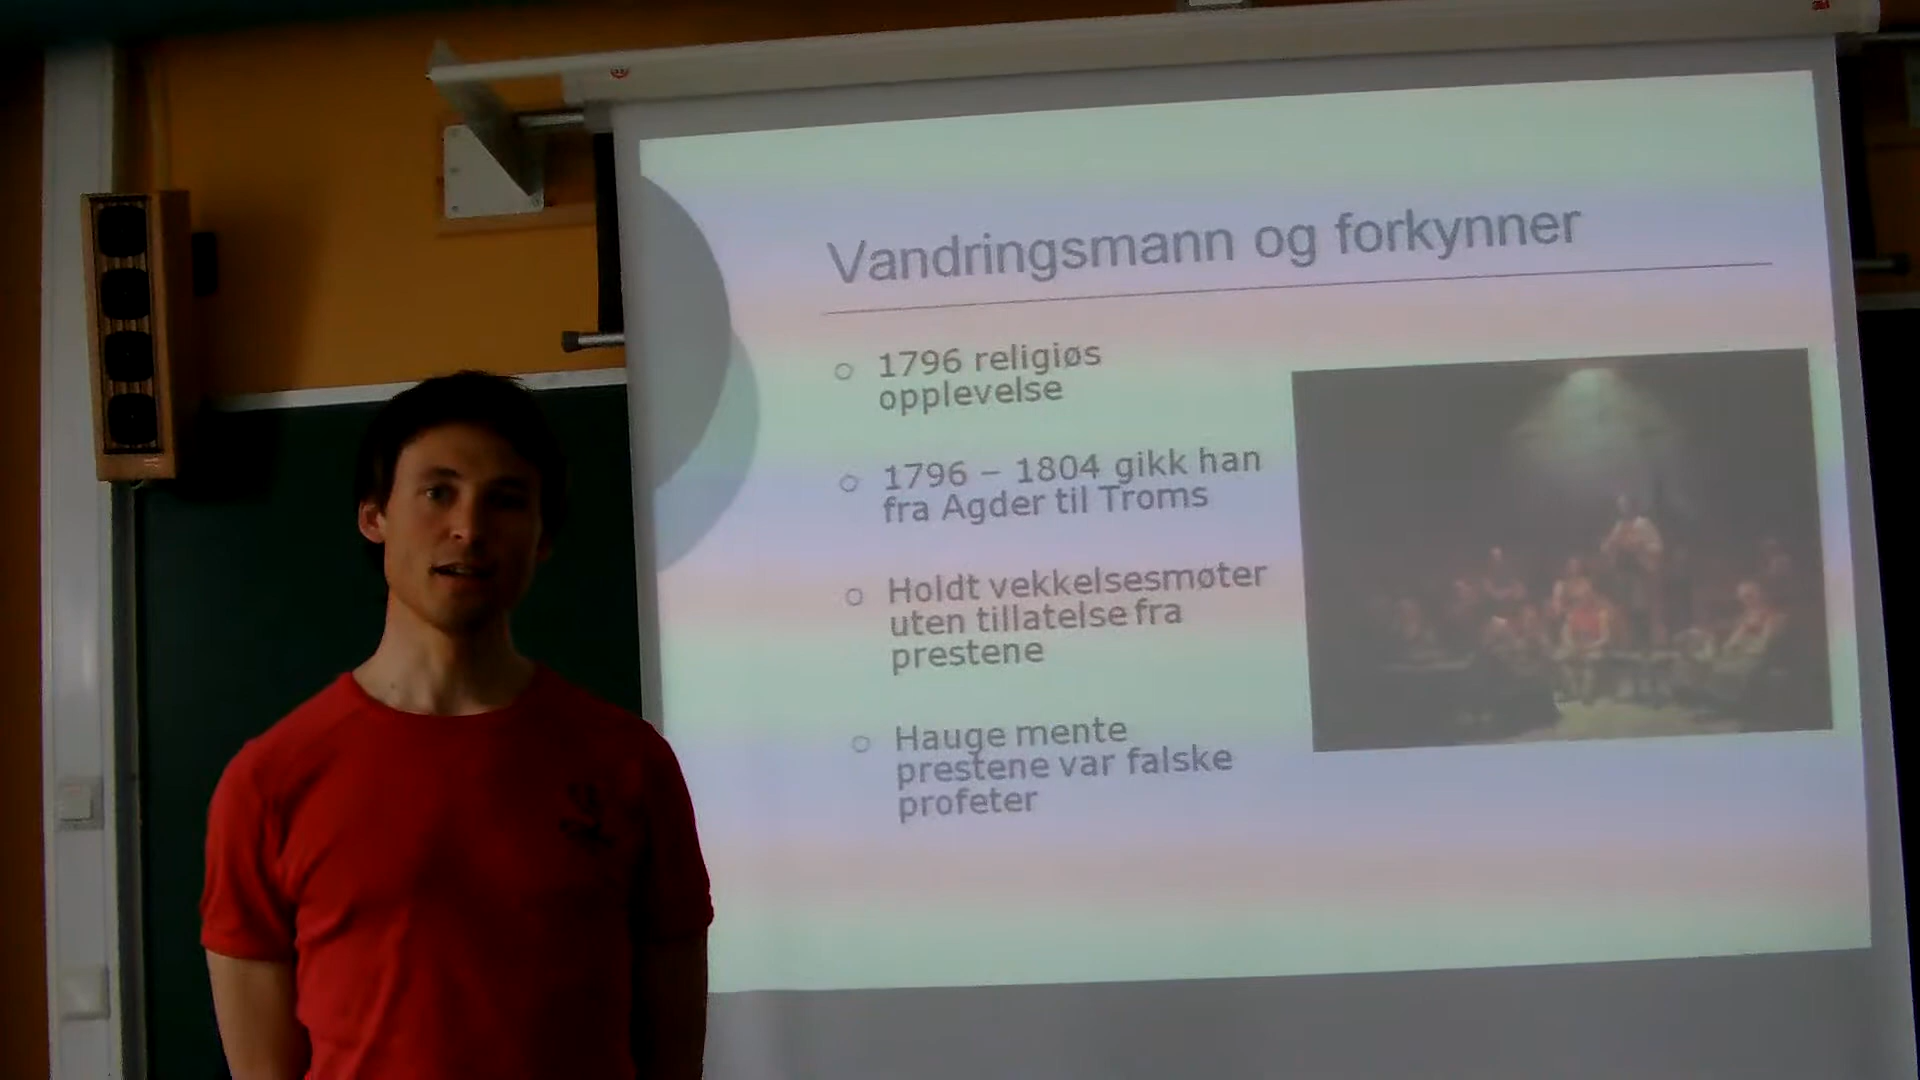 Vandringsmann og forkynner
1796 religiøs
opplevelse
1796 – 1804 gikk han
fra Agder til Troms
Holdt vekkelsesmøter
uten tillatelse fra
prestene
Hauge mente
prestene var falske
profeter